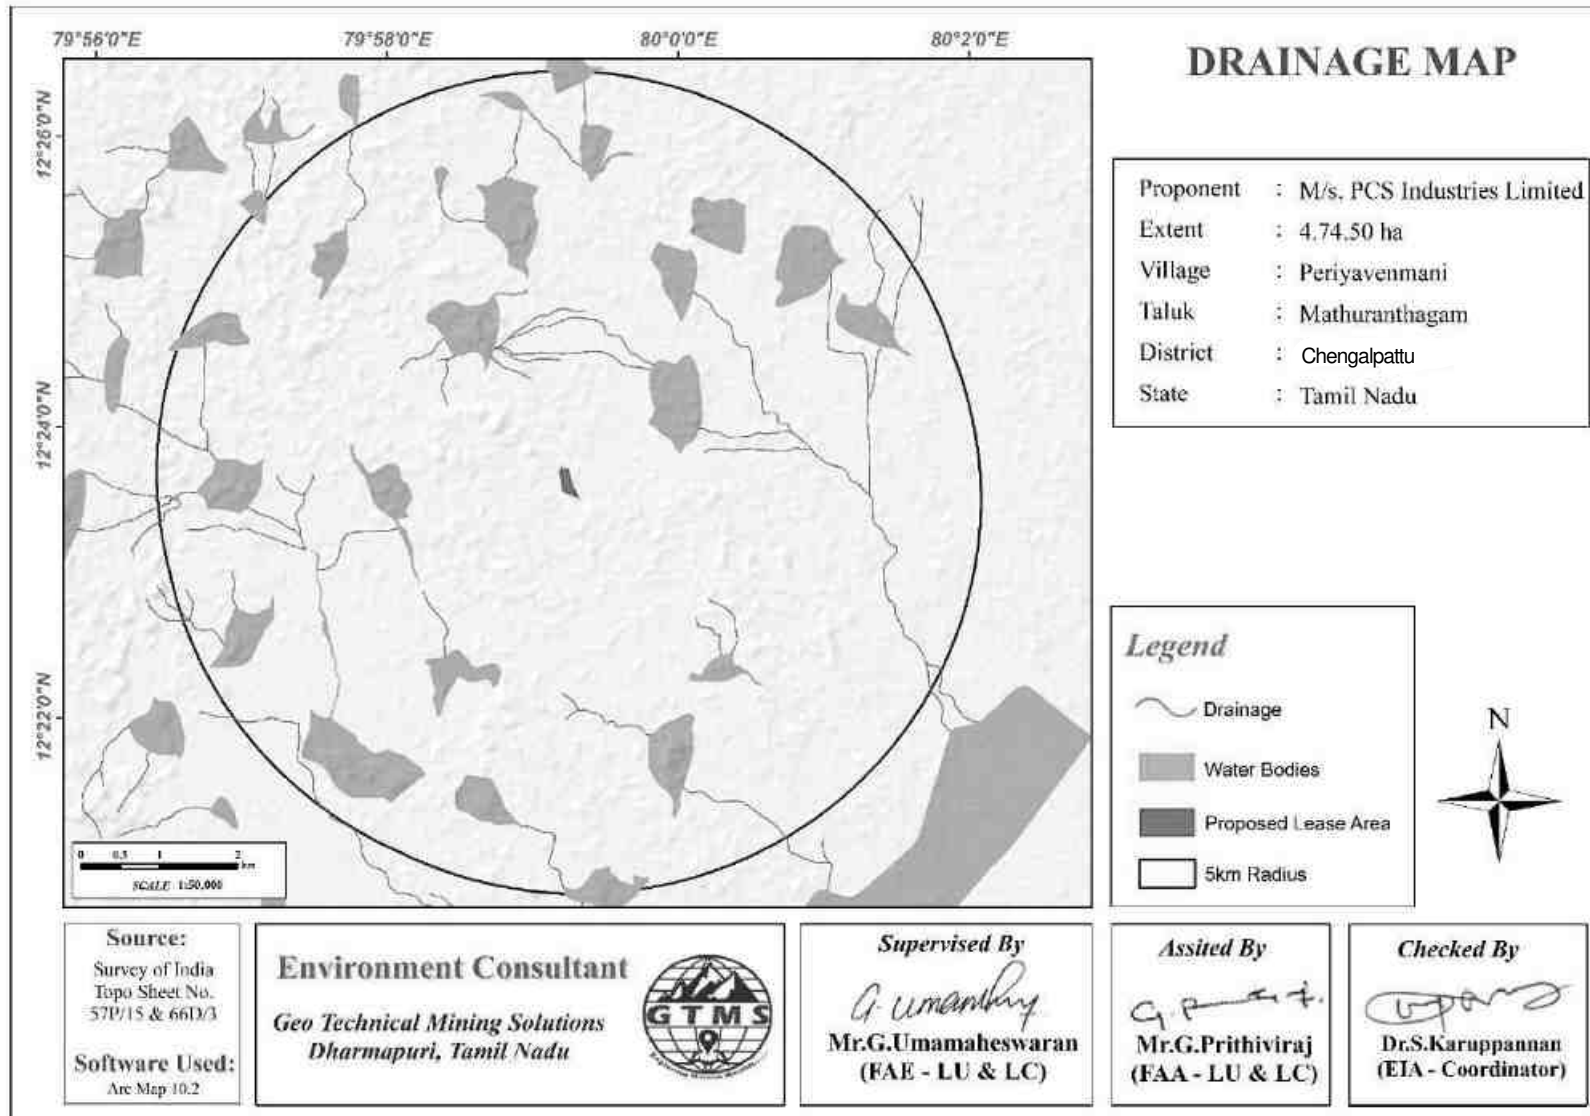 79°56'0"E 79°58'0"E 80°0'0"E 80°2'0"E
12°26'0"N
12°24'0"N
12°22'0"N
0 0.5 1 2
km
SCALE 1:50,000
DRAINAGE MAP
Proponent : M/s. PCS Industries Limited
Extent : 4.74.50 ha
Village : Periyavenmani
Taluk : Mathuranthagam
District : Chengalpattu
State : Tamil Nadu
Legend
Drainage
Water Bodies
Proposed Lease Area
5km Radius
N
Source:
Survey of India
Topo Sheet No.
57P/15 & 66D/3
Software Used:
Arc Map 10.2
Environment Consultant
Geo Technical Mining Solutions
Dharmapuri, Tamil Nadu
GTMS
Supervised By
Mr.G.Umamaheswaran
(FAE - LU & LC)
Assited By
Mr.G.Prithiviraj
(FAA - LU & LC)
Checked By
Dr.S.Karuppannan
(EIA - Coordinator)